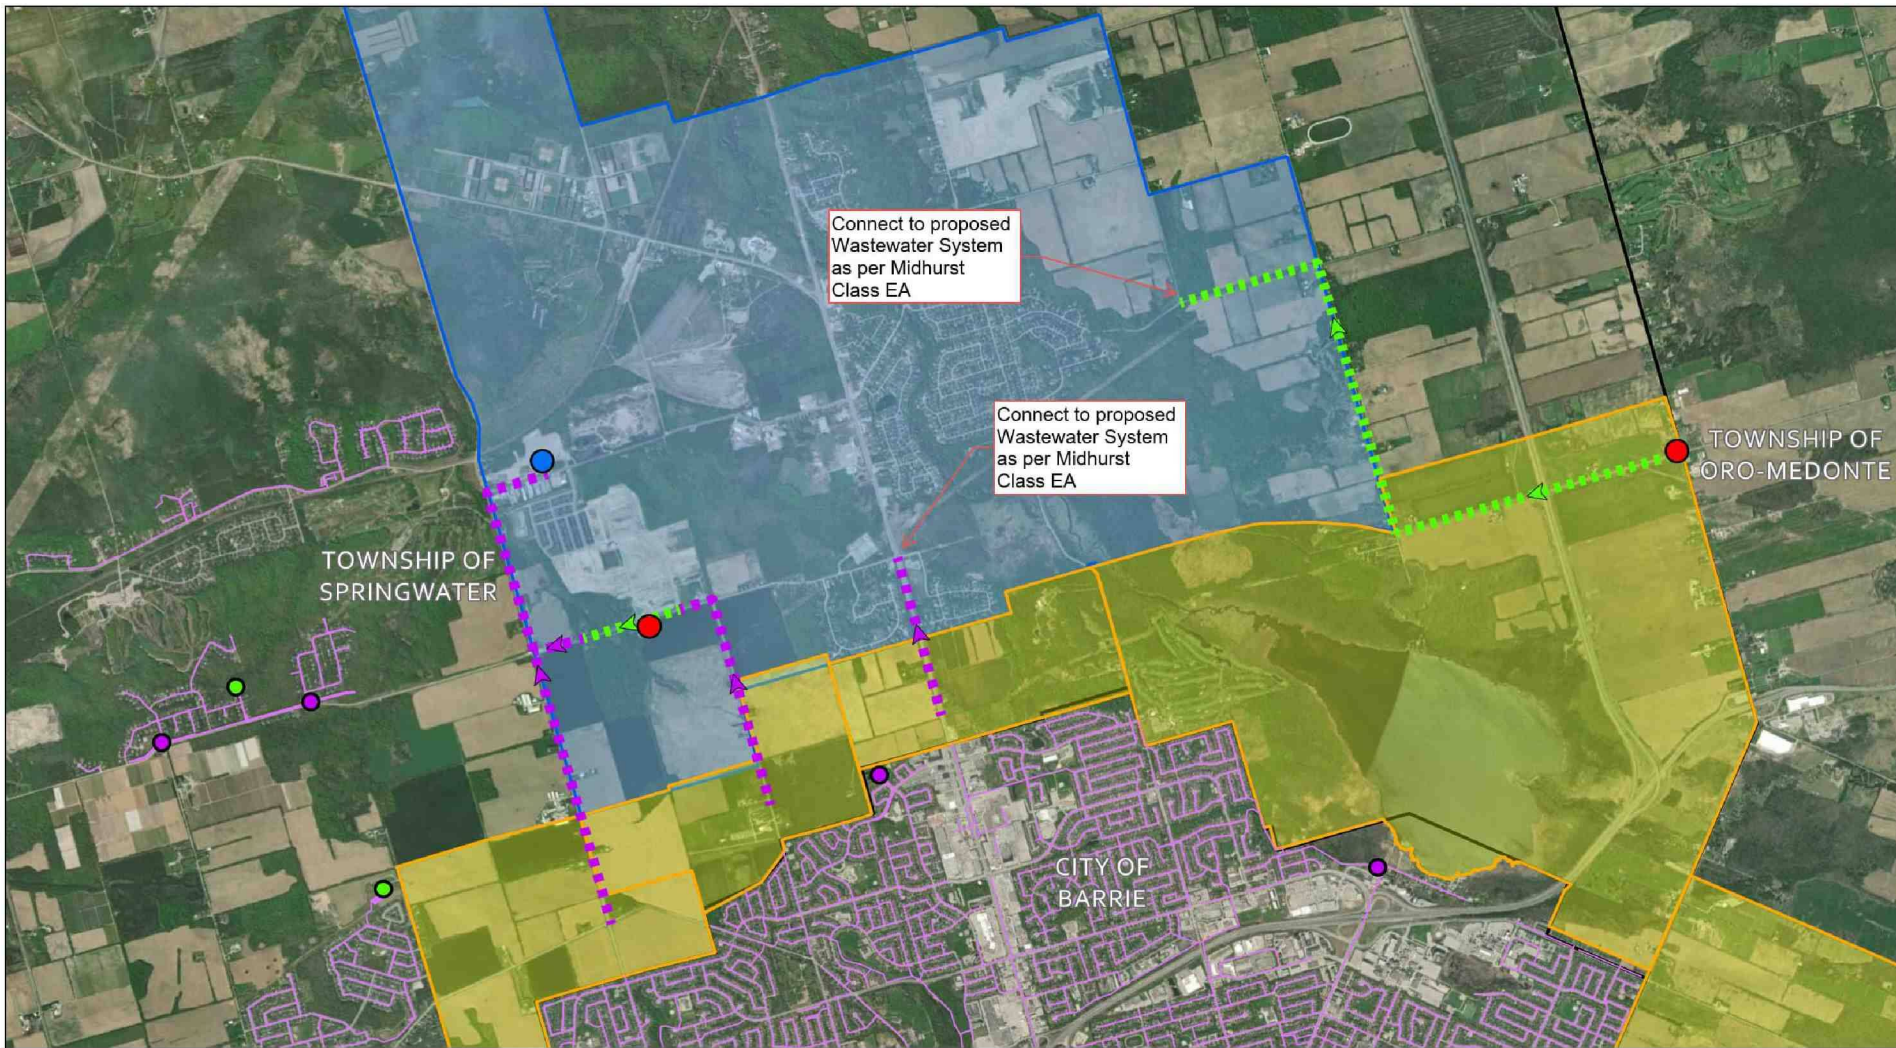 Connect to proposed
Wastewater System
as per Midhurst
Class EA
Connect to proposed
Wastewater System
as per Midhurst
Class EA
TOWNSHIP OF
ORO-MEDONTE
TOWNSHIP OF
SPRINGWATER
CITY OF
BARRIE